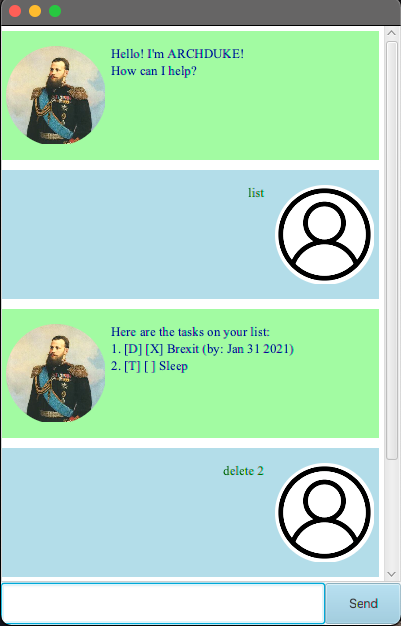 Hello! I'm ARCHDUKE!
How can I help?
list
Here are the tasks on your list:
1. [D] [X] Brexit (by: Jan 31 2021)
2. [T] [ ] Sleep
delete 2
Send